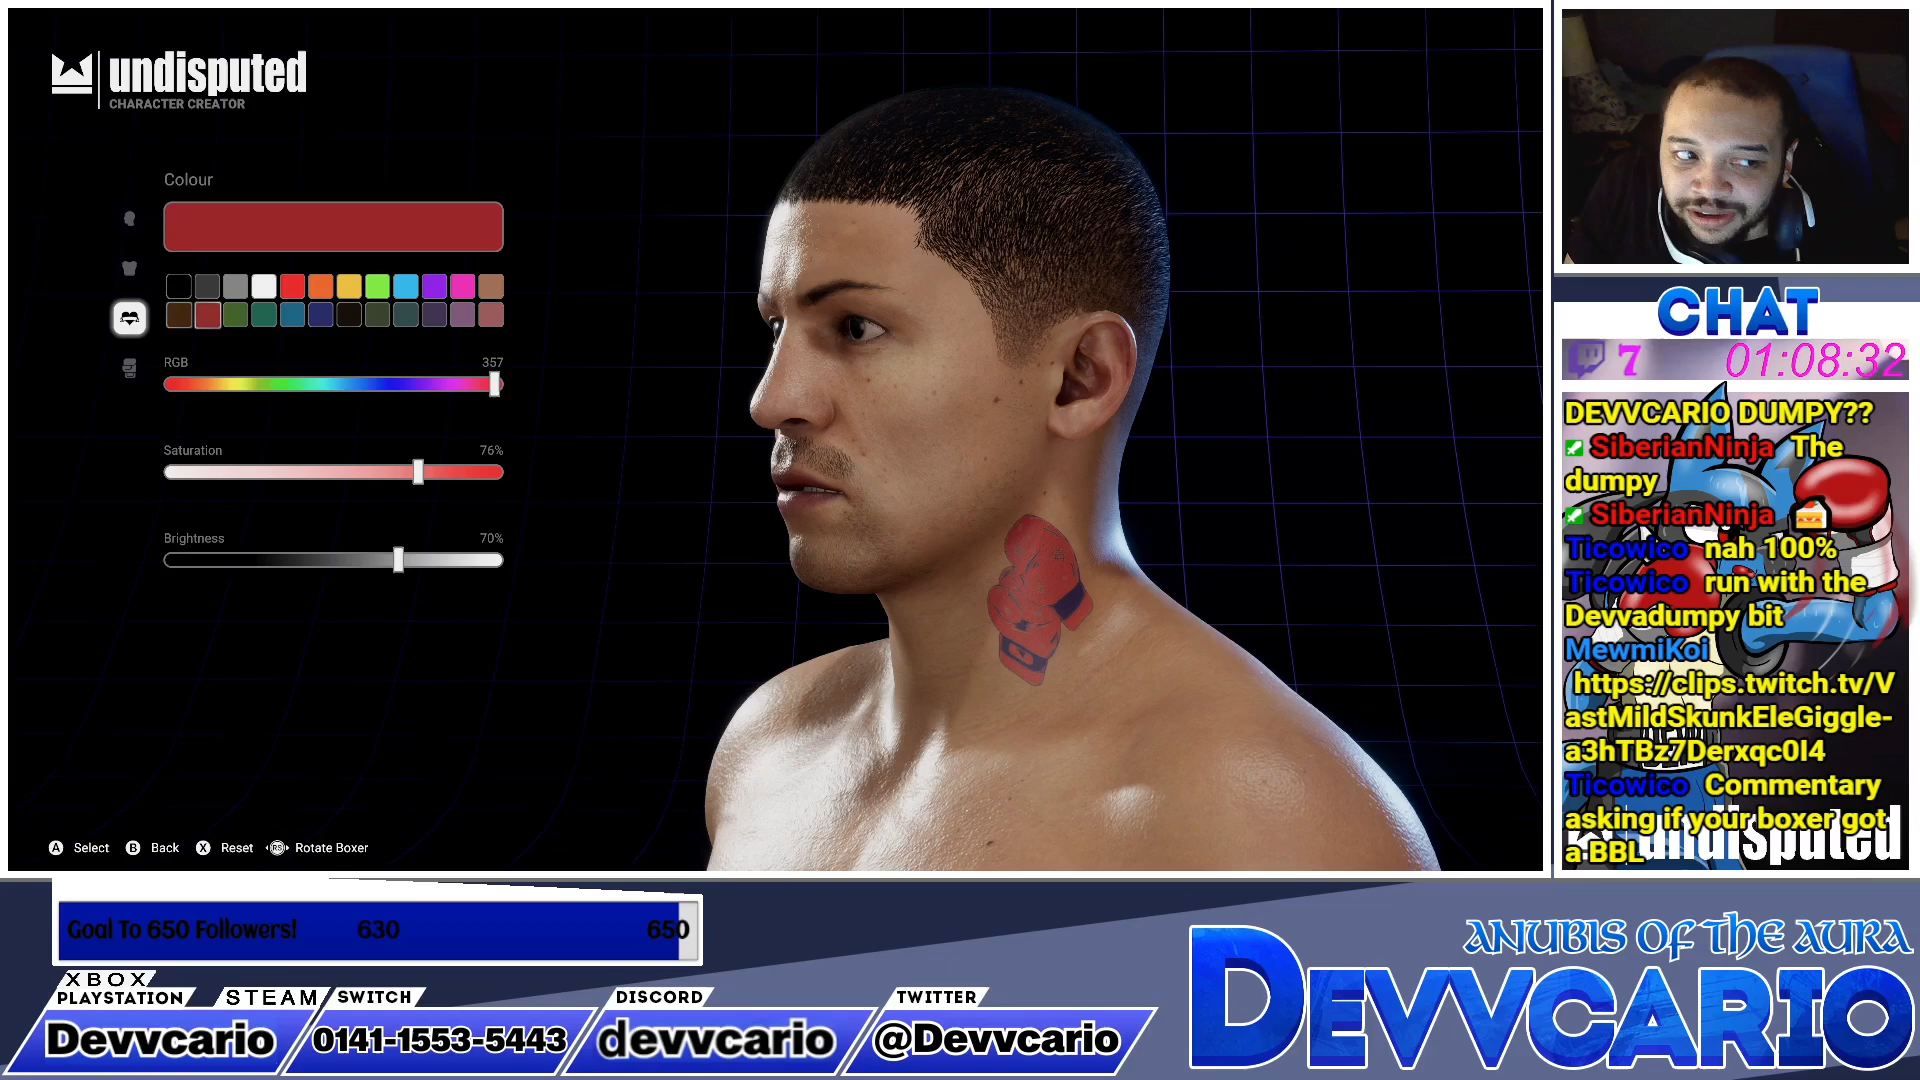 undisputed
CHARACTER CREATOR
Colour
RGB 357
Saturation 76%
Brightness 70%
A Select B Back X Reset RS Rotate Boxer
CHAT
7 01:08:32
DEVVCARIO DUMPY??
SiberianNinja The
dumpy
SiberianNinja 🍰
Ticowico nah 100%
Ticowico run with the
Devvadumpy bit
MewmiKoi
https://clips.twitch.tv/V
astMildSkunkEleGiggle-
a3hTBz7Derxqc0I4
Ticowico Commentary
asking if your boxer got
a BBL
undisputed
Goal To 650 Followers! 630 650
XBOX
PLAYSTATION STEAM SWITCH DISCORD TWITTER
Devvcario 0141-1553-5443 devvcario @Devvcario
ANUBIS OF THE AURA
DEVVCARIO